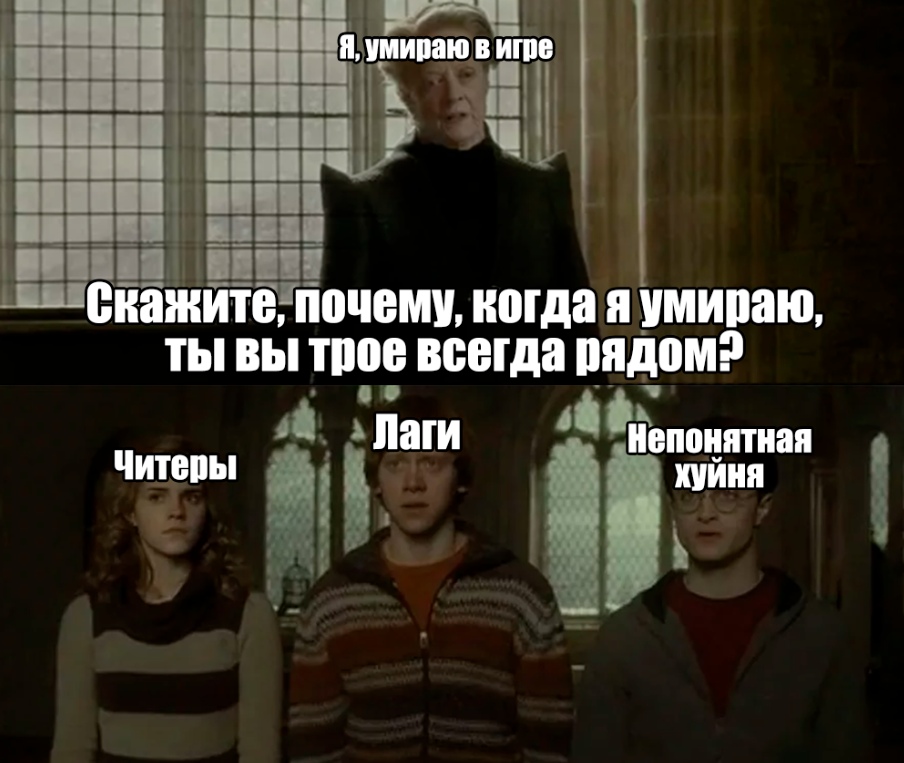 Я, умираю в игре
Скажите, почему, когда я умираю,
ты вы трое всегда рядом?
Читеры
Лаги
Непонятная
хуйня